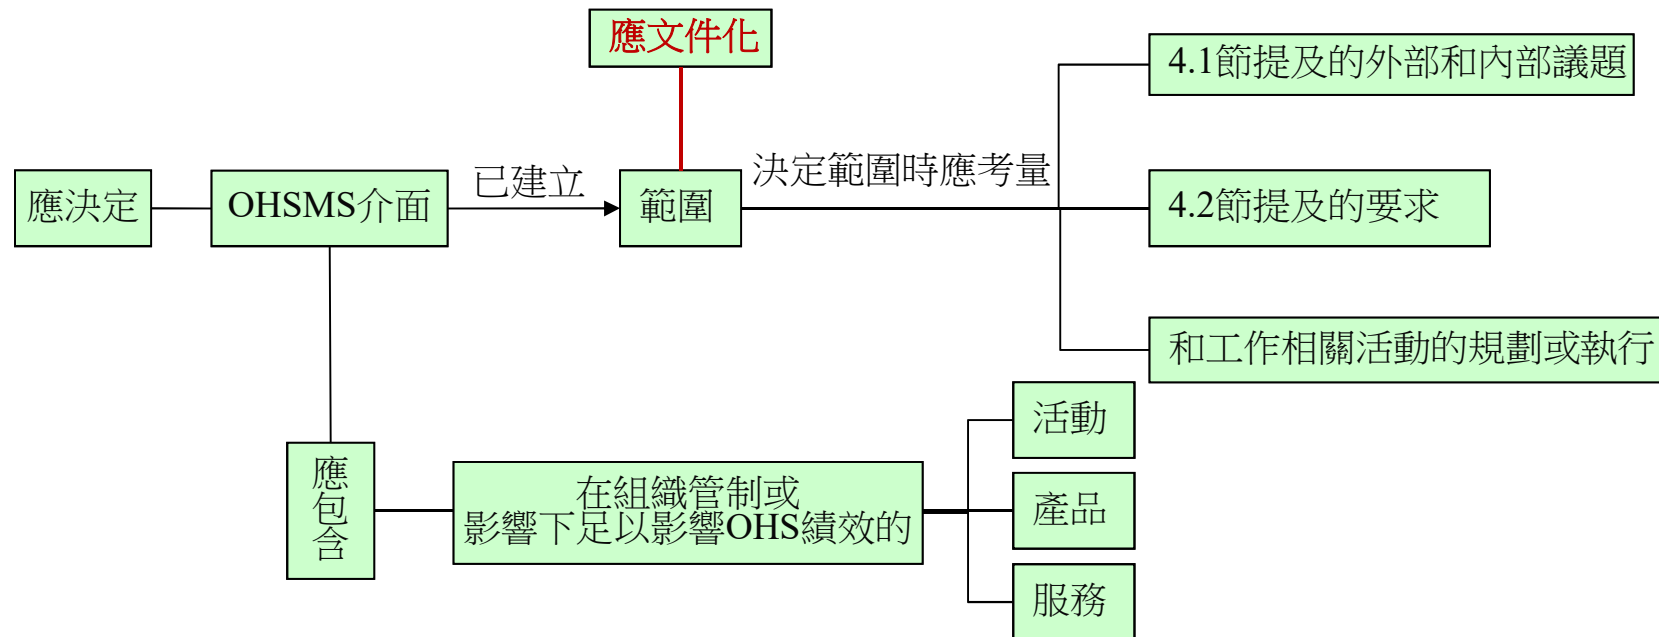 應文件化
4.1節提及的外部和內部議題
應決定
OHSMS介面
已建立
範圍
決定範圍時應考量
4.2節提及的要求
和工作相關活動的規劃或執行
應
包
含
在組織管制或
影響下足以影響OHS績效的
活動
產品
服務